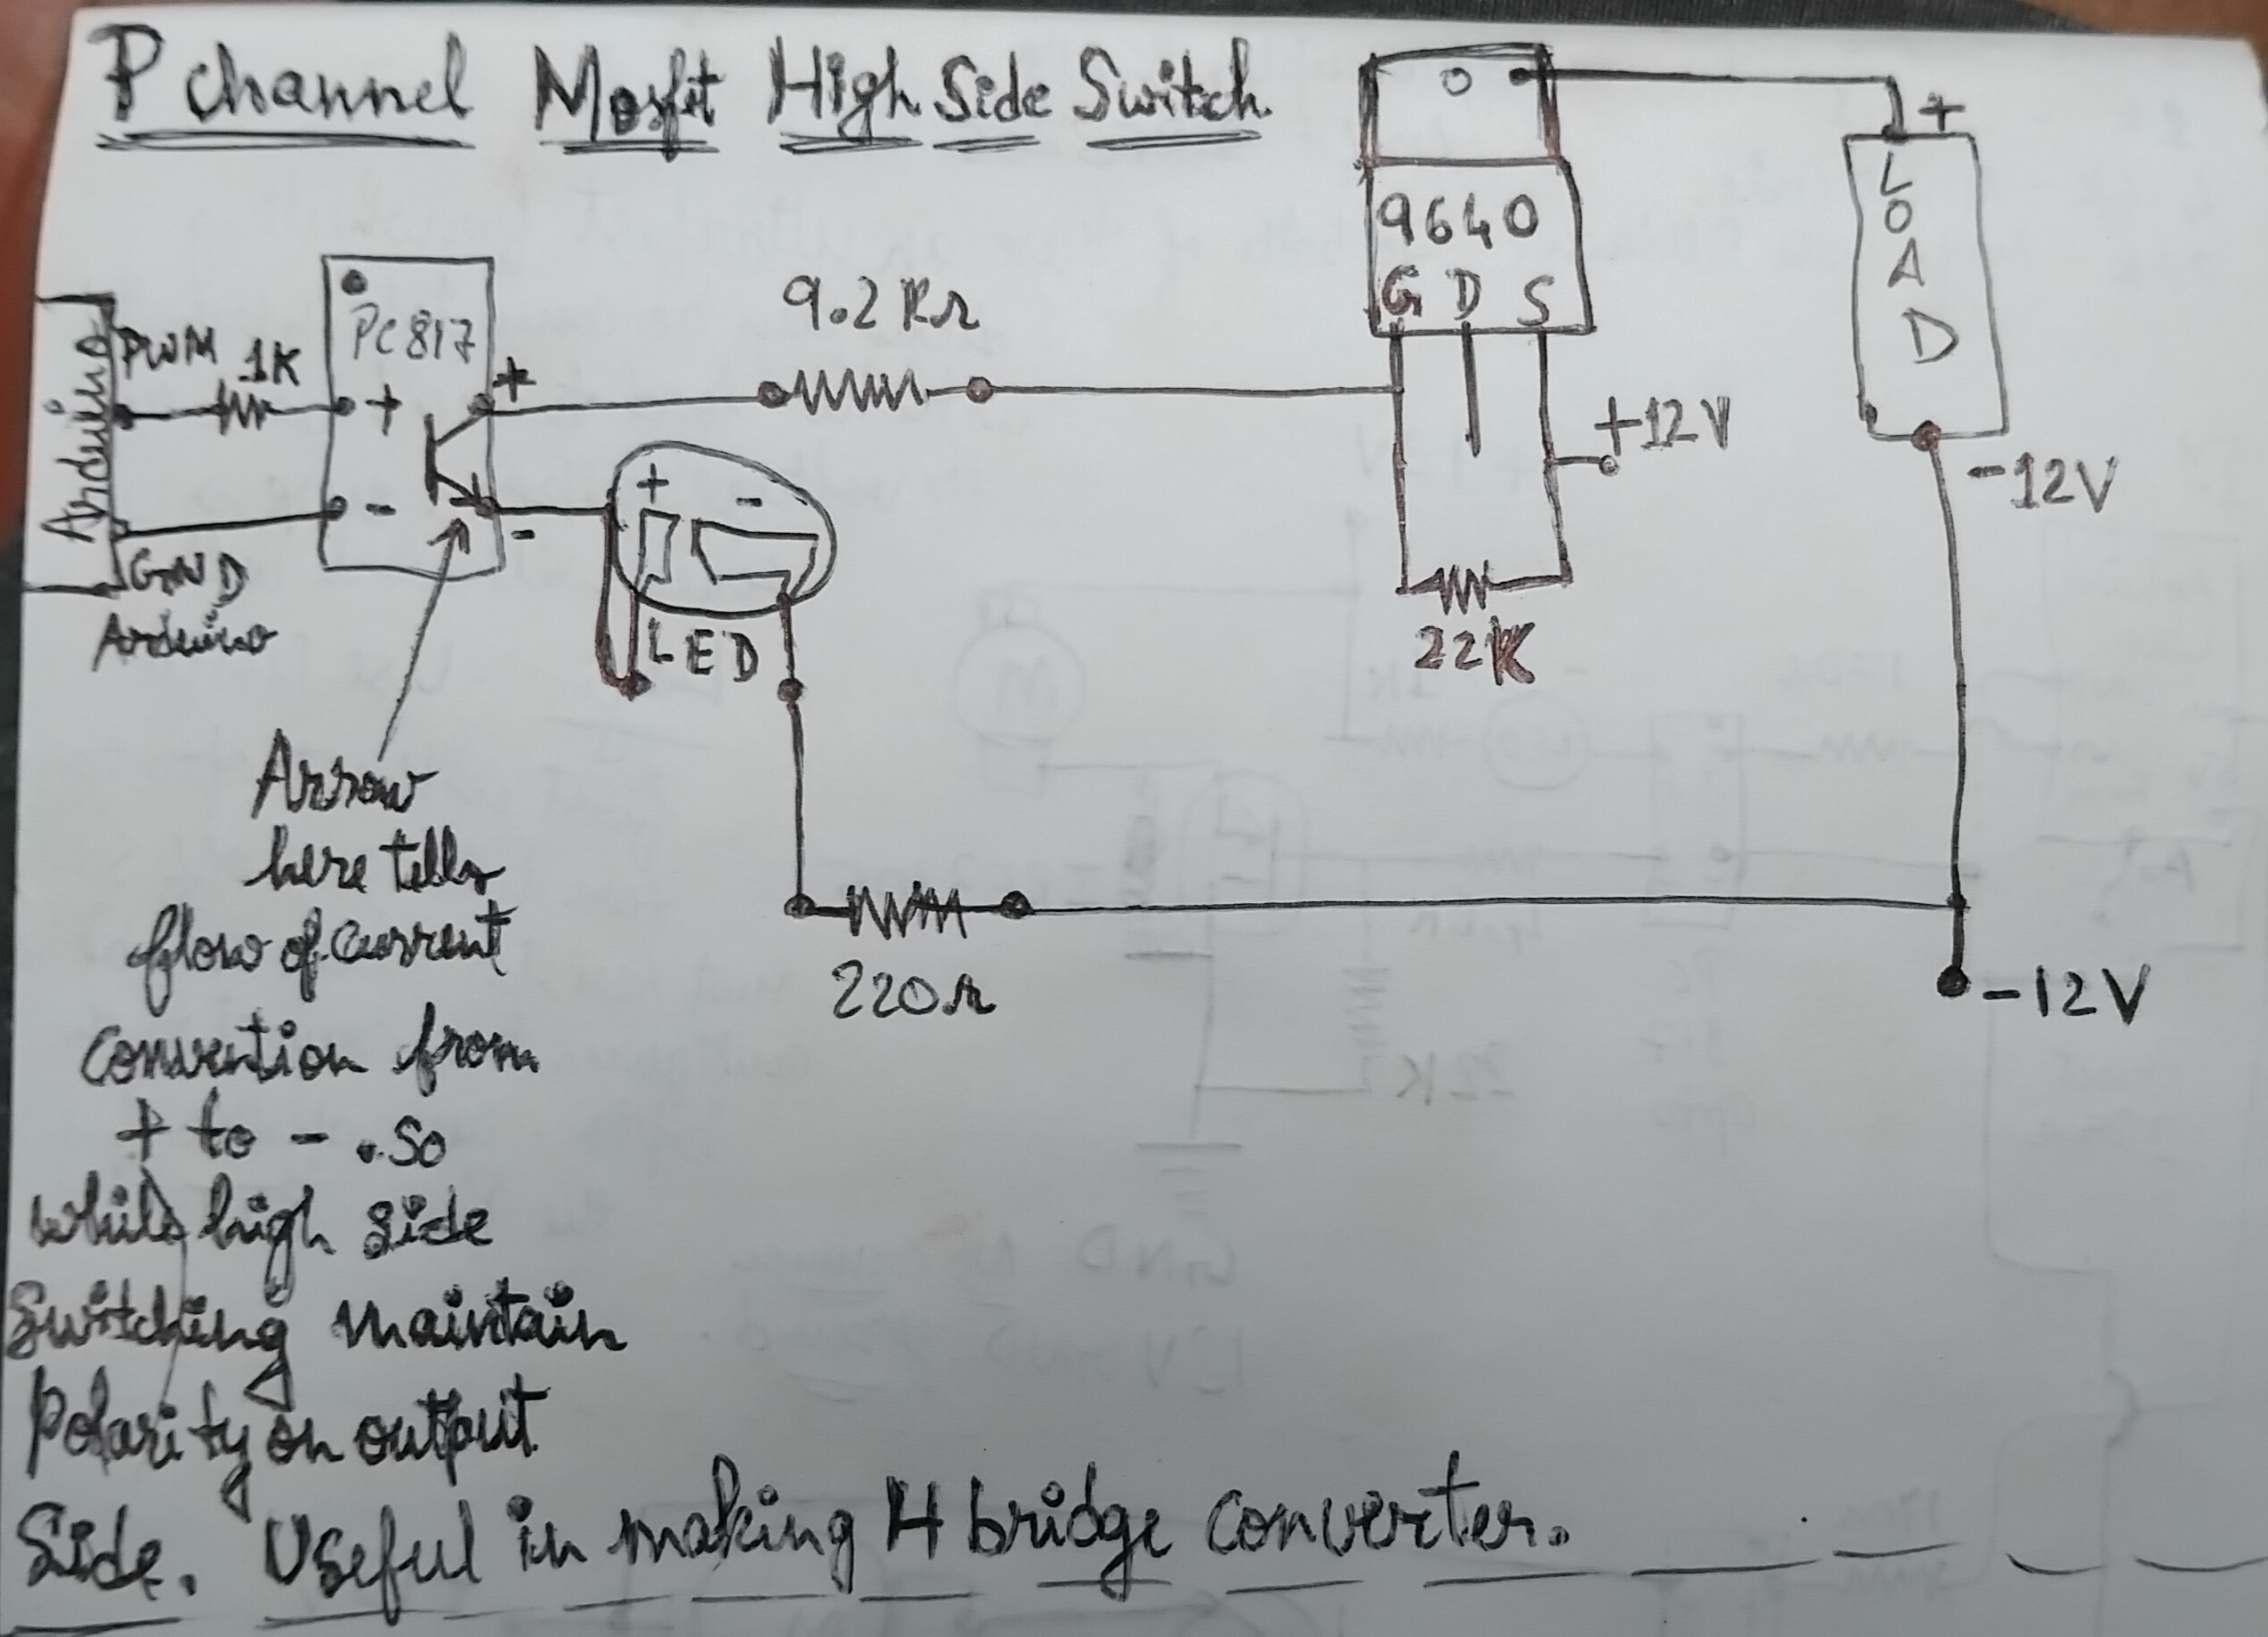 P channel Mosfet High Side Switch
9640
G D S
+
LOAD
-12V
+12V
22K
9.2 KΩ
Arduino
PWM
1K
PC817
+
+
-
-
GND
Arduino
+ -
LED
220Ω
-12V
Arrow
here tells
flow of current
convention from
+ to - . So
while high side
Switching maintain
Polarity on output
Side. Useful in making H bridge converter.